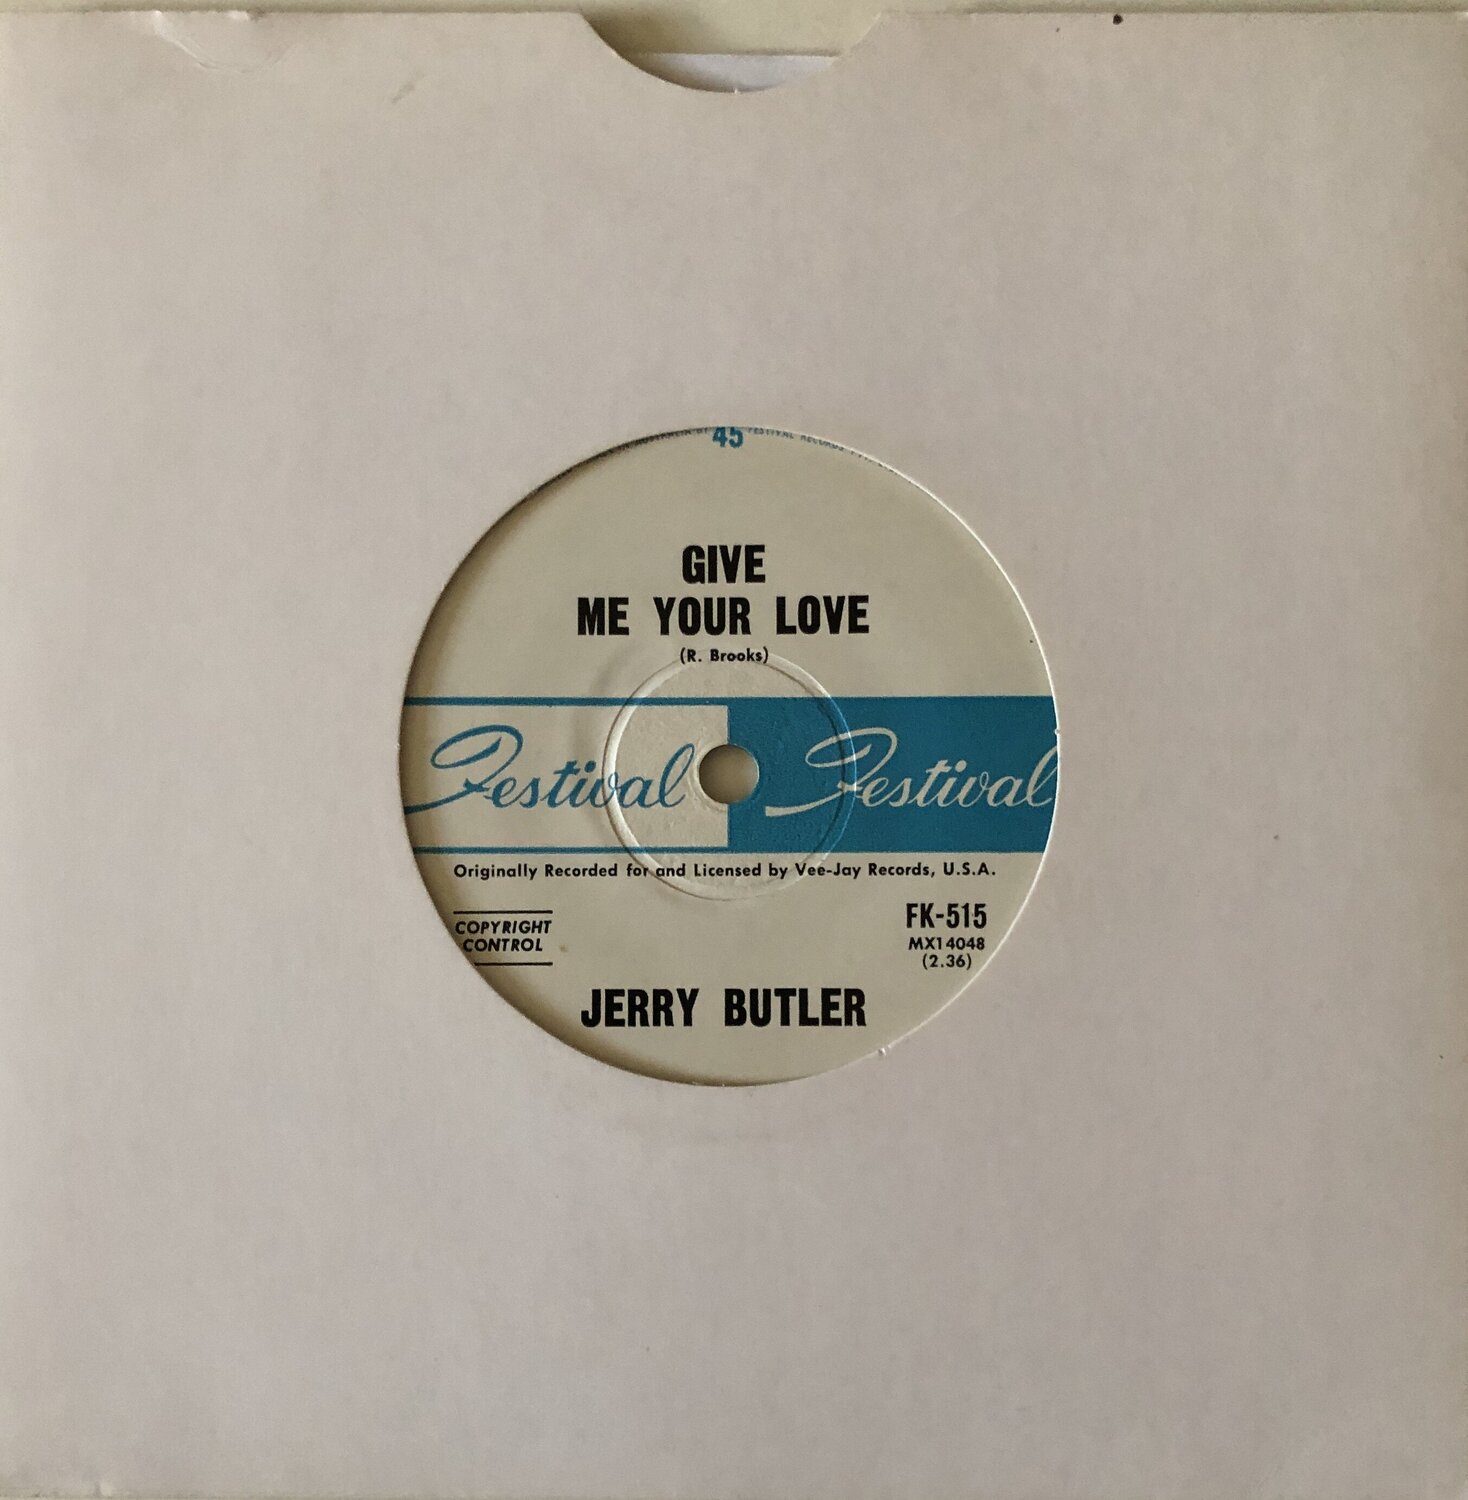 45
GIVE
ME YOUR LOVE
(R. Brooks)
Festival Festival
Originally Recorded for and Licensed by Vee-Jay Records, U.S.A.
COPYRIGHT
CONTROL
FK-515
MX14048
(2.36)
JERRY BUTLER